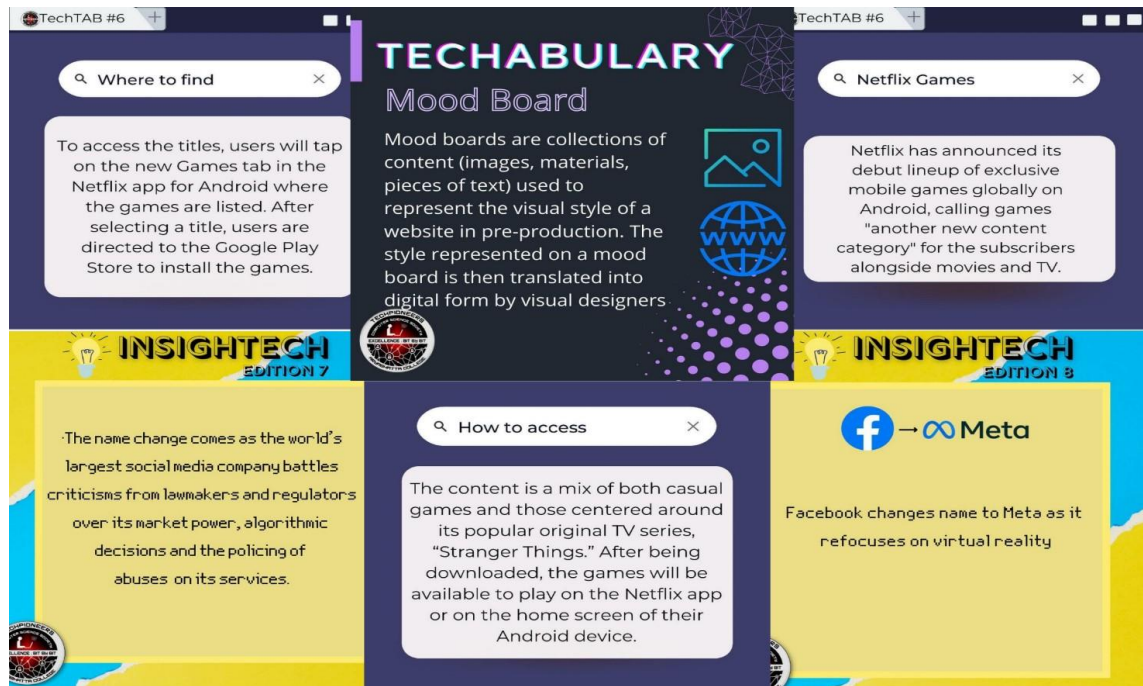 TechTAB #6
Where to find
To access the titles, users will tap
on the new Games tab in the
Netflix app for Android where
the games are listed. After
selecting a title, users are
directed to the Google Play
Store to install the games.
TECHABULARY
Mood Board
Mood boards are collections of
content (images, materials,
pieces of text) used to
represent the visual style of a
website in pre-production. The
style represented on a mood
board is then translated into
digital form by visual designers
www
TECHPIONEERS
COMPUTER SCIENCE SOCIETY
EXCELLENCE BIT BY BIT
TechTAB #6
Netflix Games
Netflix has announced its
debut lineup of exclusive
mobile games globally on
Android, calling games
"another new content
category" for the subscribers
alongside movies and TV.
INSIGHTECH
EDITION 7
·The name change comes as the world's
largest social media company battles
criticisms from lawmakers and regulators
over its market power, algorithmic
decisions and the policing of
abuses on its services.
How to access
The content is a mix of both casual
games and those centered around
its popular original TV series,
“Stranger Things.” After being
downloaded, the games will be
available to play on the Netflix app
or on the home screen of their
Android device.
INSIGHTECH
EDITION 8
f → Meta
Facebook changes name to Meta as it
refocuses on virtual reality